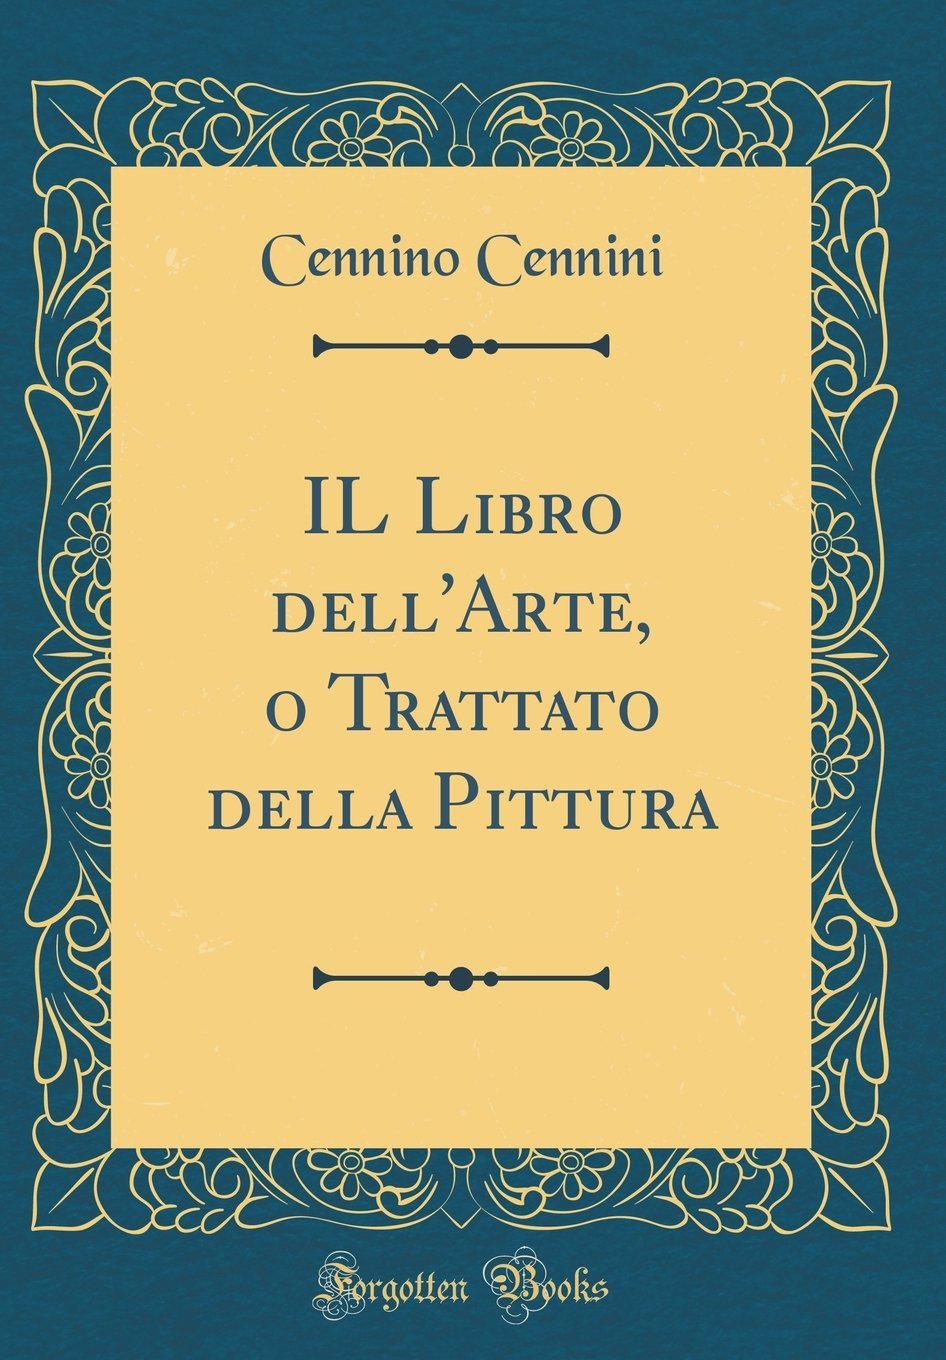 Cennino Cennini
IL Libro
dell'Arte,
o Trattato
della Pittura
Forgotten Books